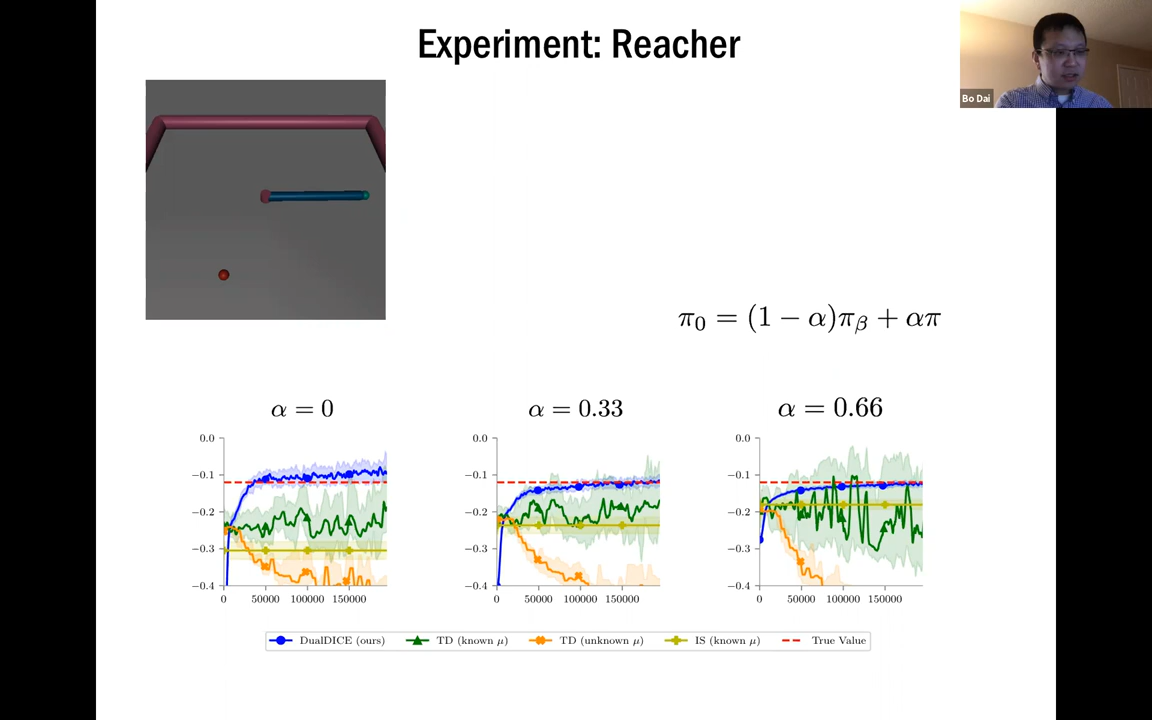 Experiment: Reacher
Bo Dai
π₀ = (1 − α)π_β + απ
α = 0
α = 0.33
α = 0.66
0.0
−0.1
−0.2
−0.3
−0.4
0 50000 100000 150000
0.0
−0.1
−0.2
−0.3
−0.4
0 50000 100000 150000
0.0
−0.1
−0.2
−0.3
−0.4
0 50000 100000 150000
DualDICE (ours) TD (known μ) TD (unknown μ) IS (known μ) True Value